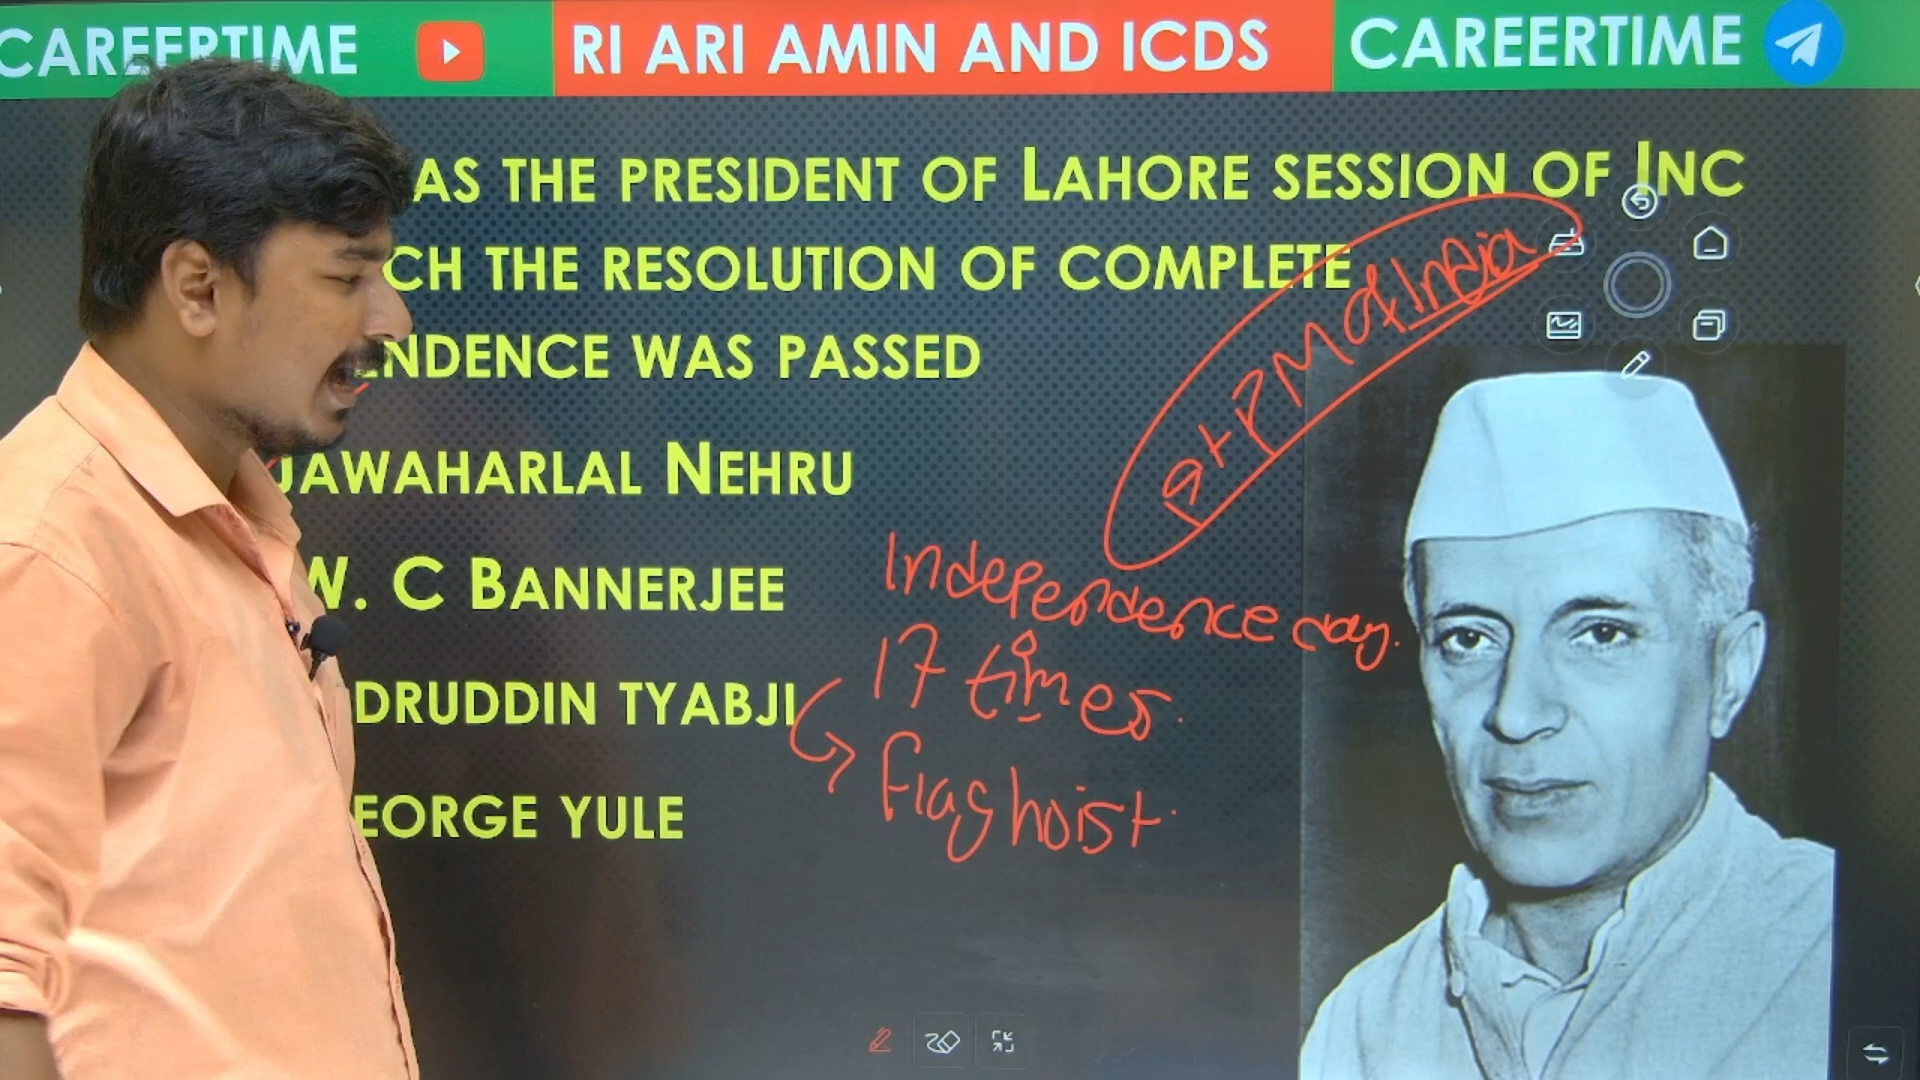 CAREERTIME RI ARI AMIN AND ICDS CAREERTIME
AS THE PRESIDENT OF LAHORE SESSION OF INC
CH THE RESOLUTION OF COMPLETE
ENDENCE WAS PASSED
1st PM of India
JAWAHARLAL NEHRU
W. C BANNERJEE
Independence day.
17 times.
DRUDDIN TYABJI
flag hoist.
EORGE YULE